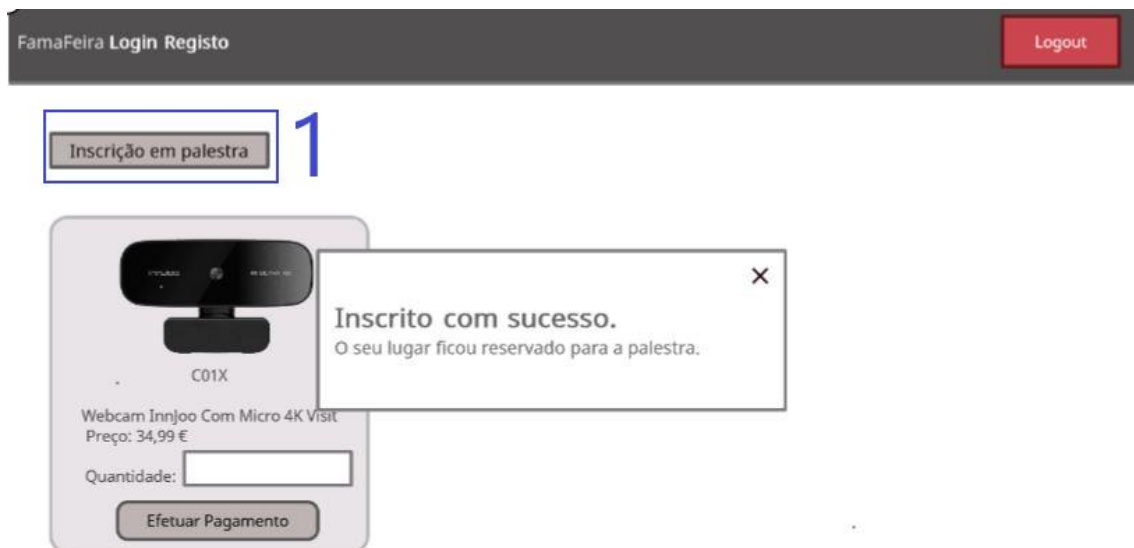 FamaFeira Login Registo
Logout
Inscrição em palestra
1
Inscrito com sucesso.
O seu lugar ficou reservado para a palestra.
C01X
Webcam InnJoo Com Micro 4K Visit
Preço: 34,99 €
Quantidade:
Efetuar Pagamento